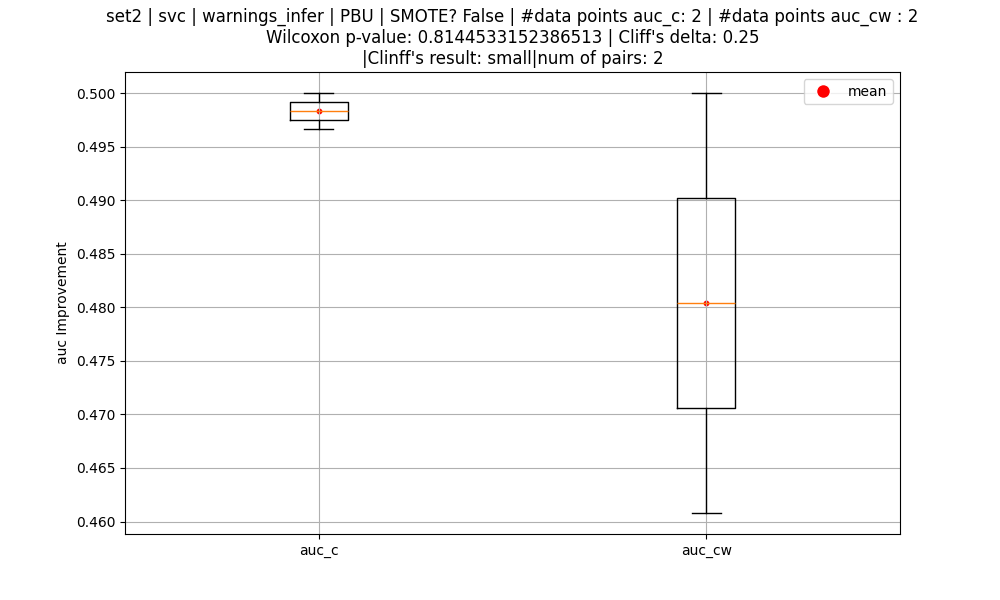 set2 | svc | warnings_infer | PBU | SMOTE? False | #data points auc_c: 2 | #data points auc_cw : 2
Wilcoxon p-value: 0.8144533152386513 | Cliff's delta: 0.25
|Clinff's result: small|num of pairs: 2
mean
0.500
0.495
0.490
0.485
0.480
0.475
0.470
0.465
0.460
auc Improvement
auc_c
auc_cw